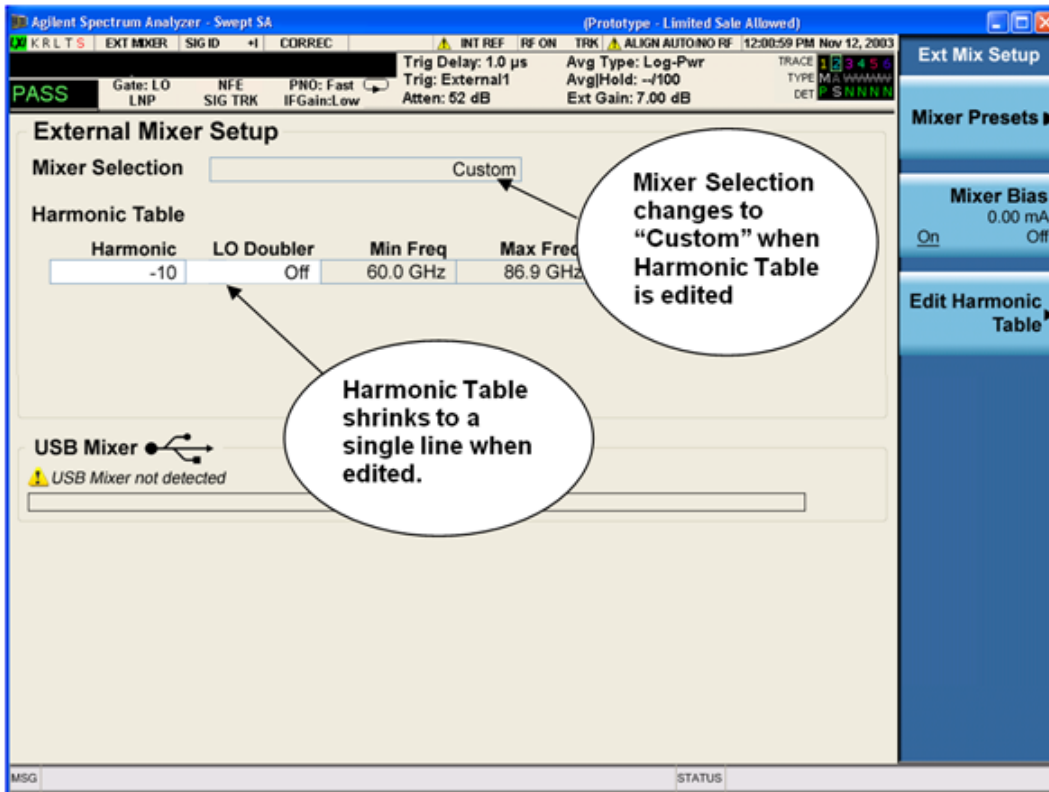 Agilent Spectrum Analyzer - Swept SA (Prototype - Limited Sale Allowed)
LXI K R L T S EXT MIXER SIG ID +I CORREC INT REF RF ON TRK ALIGN AUTO/NO RF 12:00:59 PM Nov 12, 2003
PASS
Gate: LO
LNP
NFE
SIG TRK
PNO: Fast
IFGain:Low
Trig Delay: 1.0 µs
Trig: External1
Atten: 52 dB
Avg Type: Log-Pwr
Avg|Hold: --/100
Ext Gain: 7.00 dB
TRACE 1 2 3 4 5 6
TYPE M A W W W W
DET P S N N N N
External Mixer Setup
Mixer Selection Custom
Harmonic Table
Harmonic LO Doubler Min Freq Max Freq
-10 Off 60.0 GHz 86.9 GHz
Mixer Selection
changes to
“Custom” when
Harmonic Table
is edited
Harmonic Table
shrinks to a
single line when
edited.
USB Mixer
USB Mixer not detected
Ext Mix Setup
Mixer Presets
Mixer Bias
0.00 mA
On Off
Edit Harmonic
Table
MSG STATUS